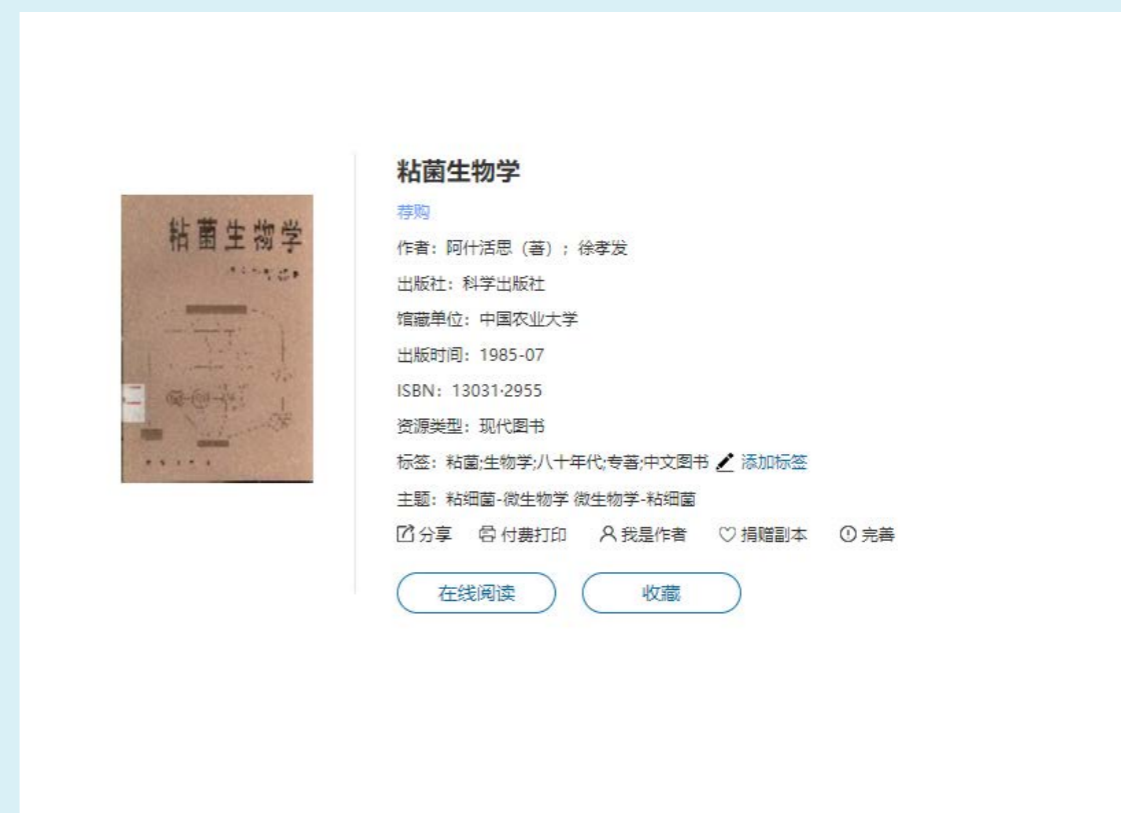 粘菌生物学
粘菌生物学
荐购
作者：阿什活思（著）；徐孝发
出版社：科学出版社
馆藏单位：中国农业大学
出版时间：1985-07
ISBN：13031·2955
资源类型：现代图书
标签：粘菌;生物学;八十年代;专著;中文图书 添加标签
主题：粘细菌-微生物学 微生物学-粘细菌
分享 付费打印 我是作者 捐赠副本 完善
在线阅读 收藏